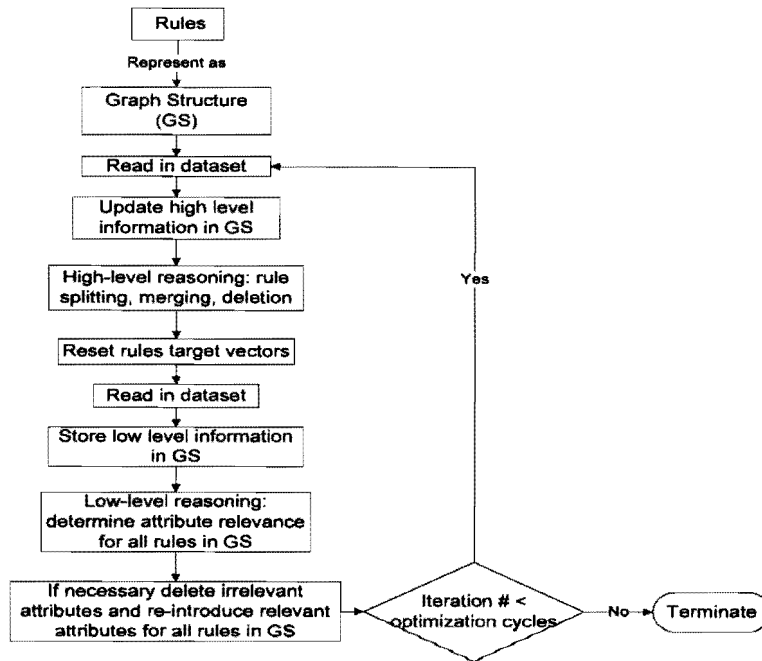 Rules
Represent as
Graph Structure
(GS)
Read in dataset
Update high level
information in GS
High-level reasoning: rule
splitting, merging, deletion
Reset rules target vectors
Read in dataset
Store low level information
in GS
Low-level reasoning:
determine attribute relevance
for all rules in GS
If necessary delete irrelevant
attributes and re-introduce relevant
attributes for all rules in GS
Iteration # <
optimization cycles
Yes
No
Terminate